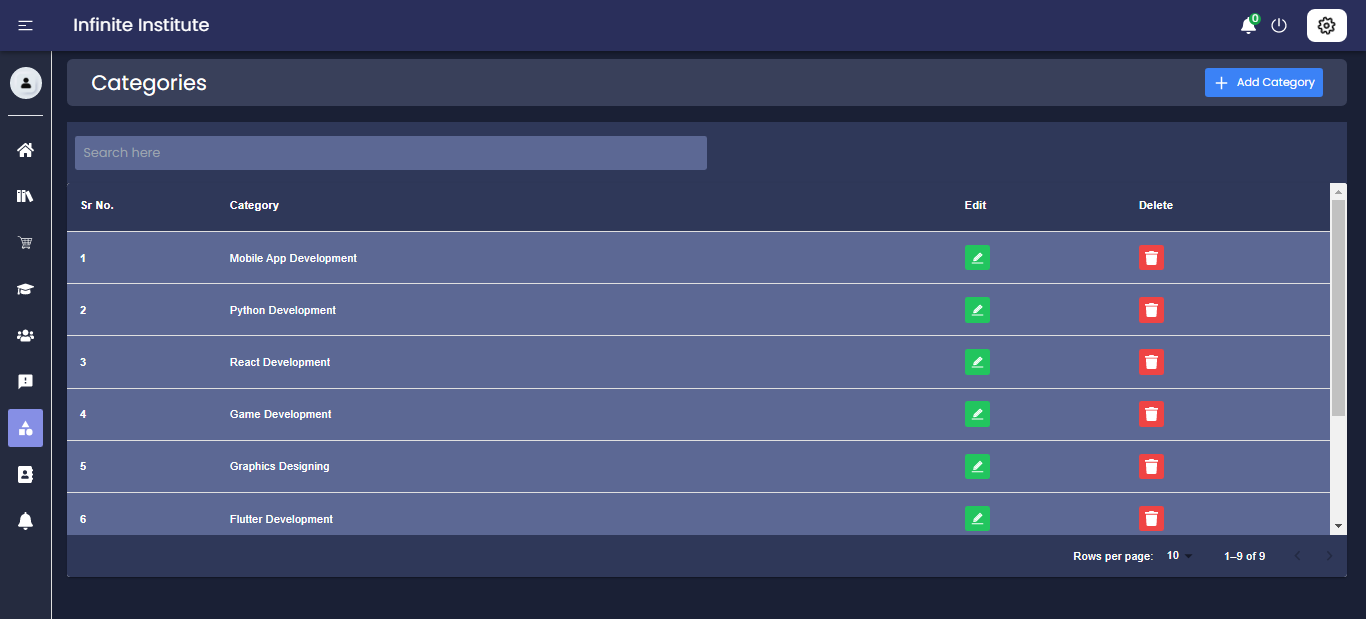 Infinite Institute
0
Categories
Add Category
Search here
Sr No. Category Edit Delete
1 Mobile App Development
2 Python Development
3 React Development
4 Game Development
5 Graphics Designing
6 Flutter Development
Rows per page: 10 1–9 of 9